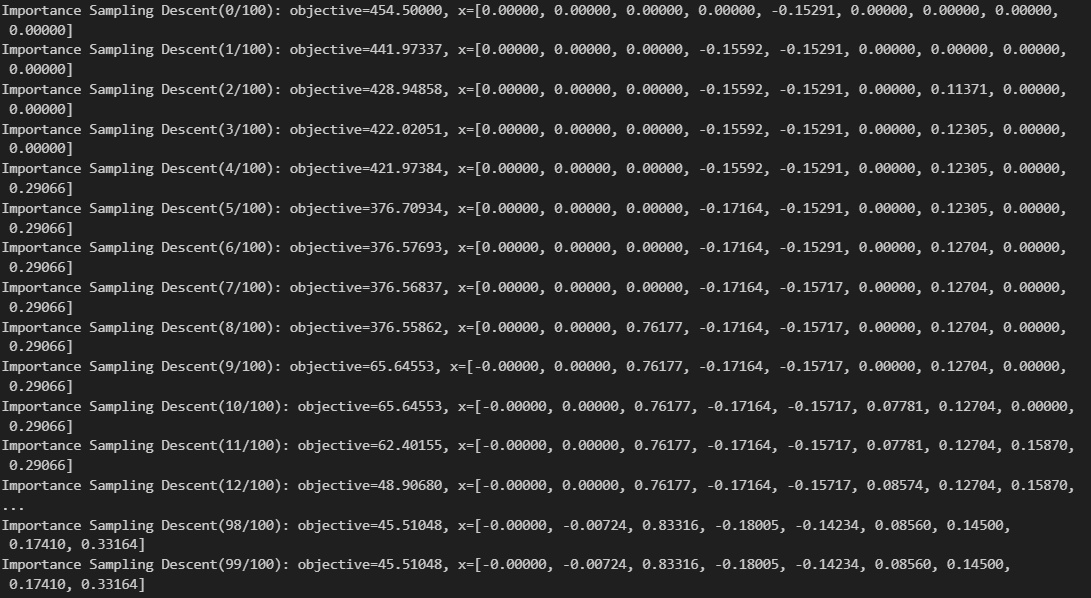 Importance Sampling Descent(0/100): objective=454.50000, x=[0.00000, 0.00000, 0.00000, 0.00000, -0.15291, 0.00000, 0.00000, 0.00000,
0.00000]
Importance Sampling Descent(1/100): objective=441.97337, x=[0.00000, 0.00000, 0.00000, -0.15592, -0.15291, 0.00000, 0.00000, 0.00000,
0.00000]
Importance Sampling Descent(2/100): objective=428.94858, x=[0.00000, 0.00000, 0.00000, -0.15592, -0.15291, 0.00000, 0.11371, 0.00000,
0.00000]
Importance Sampling Descent(3/100): objective=422.02051, x=[0.00000, 0.00000, 0.00000, -0.15592, -0.15291, 0.00000, 0.12305, 0.00000,
0.00000]
Importance Sampling Descent(4/100): objective=421.97384, x=[0.00000, 0.00000, 0.00000, -0.15592, -0.15291, 0.00000, 0.12305, 0.00000,
0.29066]
Importance Sampling Descent(5/100): objective=376.70934, x=[0.00000, 0.00000, 0.00000, -0.17164, -0.15291, 0.00000, 0.12305, 0.00000,
0.29066]
Importance Sampling Descent(6/100): objective=376.57693, x=[0.00000, 0.00000, 0.00000, -0.17164, -0.15291, 0.00000, 0.12704, 0.00000,
0.29066]
Importance Sampling Descent(7/100): objective=376.56837, x=[0.00000, 0.00000, 0.00000, -0.17164, -0.15717, 0.00000, 0.12704, 0.00000,
0.29066]
Importance Sampling Descent(8/100): objective=376.55862, x=[0.00000, 0.00000, 0.76177, -0.17164, -0.15717, 0.00000, 0.12704, 0.00000,
0.29066]
Importance Sampling Descent(9/100): objective=65.64553, x=[-0.00000, 0.00000, 0.76177, -0.17164, -0.15717, 0.00000, 0.12704, 0.00000,
0.29066]
Importance Sampling Descent(10/100): objective=65.64553, x=[-0.00000, 0.00000, 0.76177, -0.17164, -0.15717, 0.07781, 0.12704, 0.00000,
0.29066]
Importance Sampling Descent(11/100): objective=62.40155, x=[-0.00000, 0.00000, 0.76177, -0.17164, -0.15717, 0.07781, 0.12704, 0.15870,
0.29066]
Importance Sampling Descent(12/100): objective=48.90680, x=[-0.00000, 0.00000, 0.76177, -0.17164, -0.15717, 0.08574, 0.12704, 0.15870,
...
Importance Sampling Descent(98/100): objective=45.51048, x=[-0.00000, -0.00724, 0.83316, -0.18005, -0.14234, 0.08560, 0.14500,
0.17410, 0.33164]
Importance Sampling Descent(99/100): objective=45.51048, x=[-0.00000, -0.00724, 0.83316, -0.18005, -0.14234, 0.08560, 0.14500,
0.17410, 0.33164]